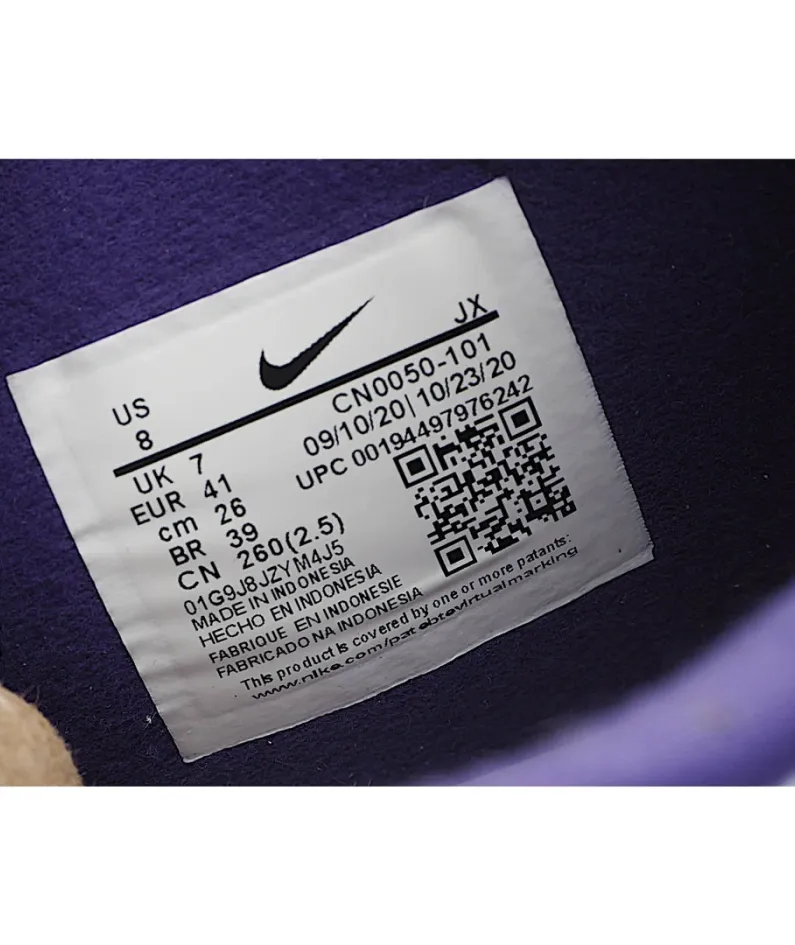 JX
US
8
CN0050-101
09/10/20|10/23/20
UPC 00194497976242
UK 7
EUR 41
cm 26
BR 39
CN 260(2.5)
01G9J8JZYM4J5
MADE IN INDONESIA
HECHO EN INDONESIA
FABRIQUE EN INDONESIE
FABRICADO NA INDONESIA
This product is covered by one or more patants:
www.nike.com/patebtevirtualmarking